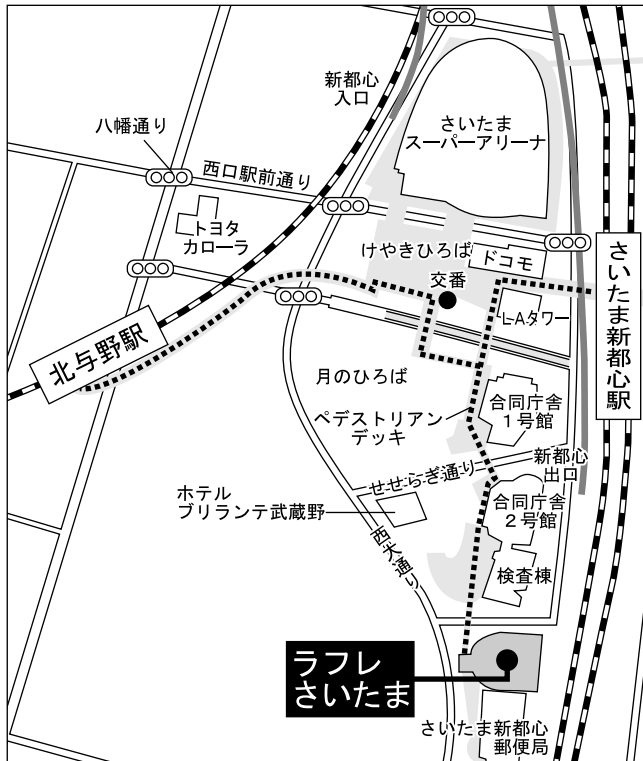 新都心
入口
さいたま
スーパーアリーナ
八幡通り
西口駅前通り
トヨタ
カローラ
けやきひろば
ドコモ
交番
L.Aタワー
さいたま新都心駅
北与野駅
月のひろば
ペデストリアン
デッキ
合同庁舎
1号館
せせらぎ通り
新都心
出口
ホテル
ブリランテ武蔵野
合同庁舎
2号館
西大通り
検査棟
ラフレ
さいたま
さいたま新都心
郵便局